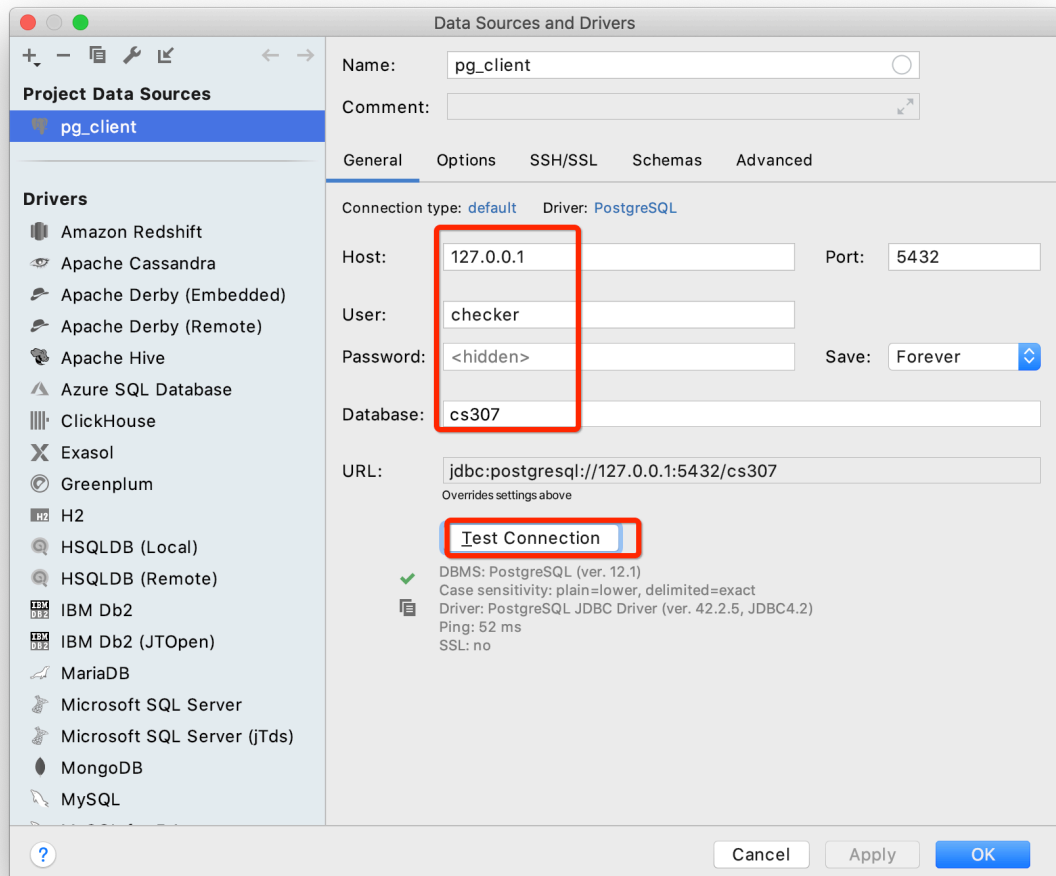 Data Sources and Drivers
Project Data Sources
pg_client
Drivers
Amazon Redshift
Apache Cassandra
Apache Derby (Embedded)
Apache Derby (Remote)
Apache Hive
Azure SQL Database
ClickHouse
Exasol
Greenplum
H2
H2
HSQLDB (Local)
HSQLDB (Remote)
IBM DB2
IBM Db2
IBM DB2
IBM Db2 (JTOpen)
MariaDB
Microsoft SQL Server
Microsoft SQL Server (jTds)
MongoDB
MySQL
Name: pg_client
Comment:
General Options SSH/SSL Schemas Advanced
Connection type: default Driver: PostgreSQL
Host: 127.0.0.1 Port: 5432
User: checker
Password: <hidden> Save: Forever
Database: cs307
URL: jdbc:postgresql://127.0.0.1:5432/cs307
Overrides settings above
Test Connection
DBMS: PostgreSQL (ver. 12.1)
Case sensitivity: plain=lower, delimited=exact
Driver: PostgreSQL JDBC Driver (ver. 42.2.5, JDBC4.2)
Ping: 52 ms
SSL: no
? Cancel Apply OK